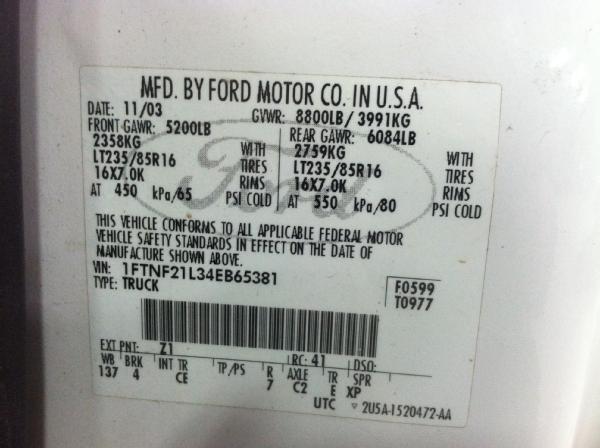 MFD. BY FORD MOTOR CO. IN U.S.A.
DATE: 11/03 GVWR: 8800LB/ 3991KG
FRONT GAWR: 5200LB REAR GAWR: 6084LB
2358KG WITH 2759KG WITH
LT235/85R16 TIRES LT235/85R16 TIRES
16X7.0K RIMS 16X7.0K RIMS
AT 450 kPa/65 PSI COLD AT 550 kPa/80 PSI COLD
Ford
THIS VEHICLE CONFORMS TO ALL APPLICABLE FEDERAL MOTOR
VEHICLE SAFETY STANDARDS IN EFFECT ON THE DATE OF
MANUFACTURE SHOWN ABOVE.
VIN: 1FTNF21L34EB65381 F0599
TYPE: TRUCK T0977
EXT PNT: Z1 RC: 41 DSO:
WB BRK INT TR TP/PS R AXLE TR SPR
137 4 CE 7 C2 E XP
UTC 2U5A-1520472-AA